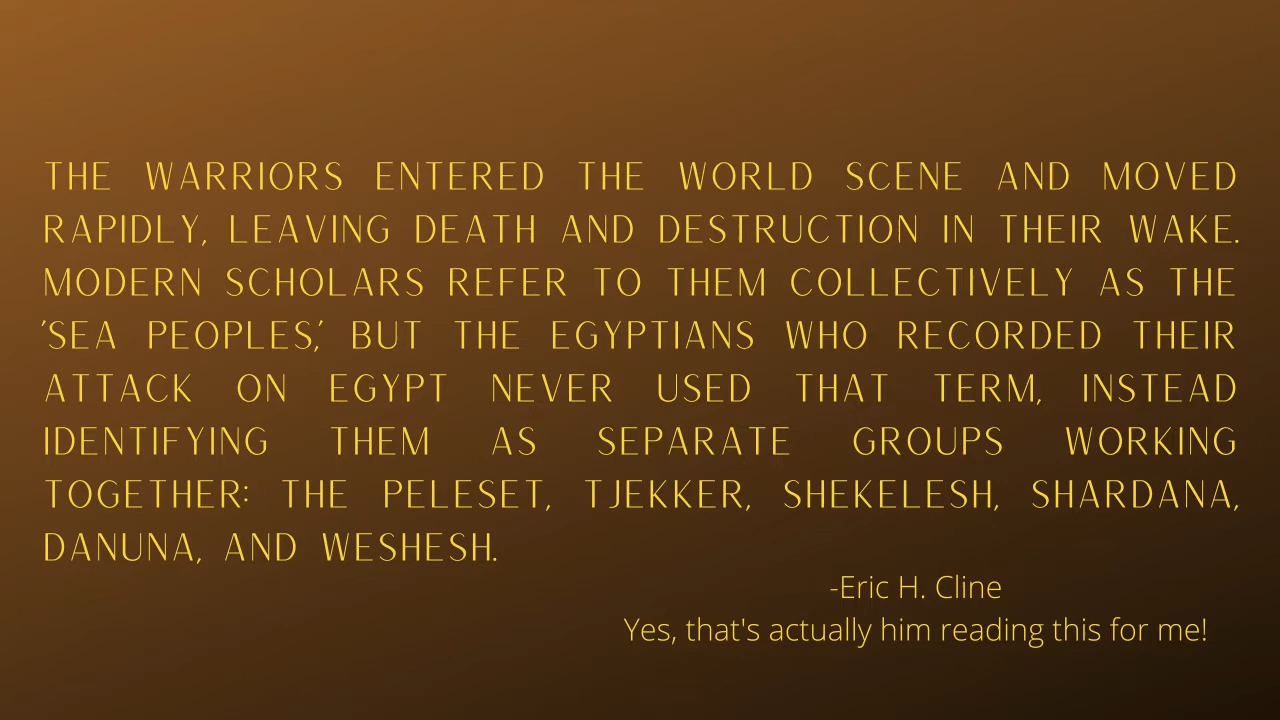 THE WARRIORS ENTERED THE WORLD SCENE AND MOVED
RAPIDLY, LEAVING DEATH AND DESTRUCTION IN THEIR WAKE.
MODERN SCHOLARS REFER TO THEM COLLECTIVELY AS THE
'SEA PEOPLES,' BUT THE EGYPTIANS WHO RECORDED THEIR
ATTACK ON EGYPT NEVER USED THAT TERM, INSTEAD
IDENTIFYING THEM AS SEPARATE GROUPS WORKING
TOGETHER: THE PELESET, TJEKKER, SHEKELESH, SHARDANA,
DANUNA, AND WESHESH.
-Eric H. Cline
Yes, that's actually him reading this for me!